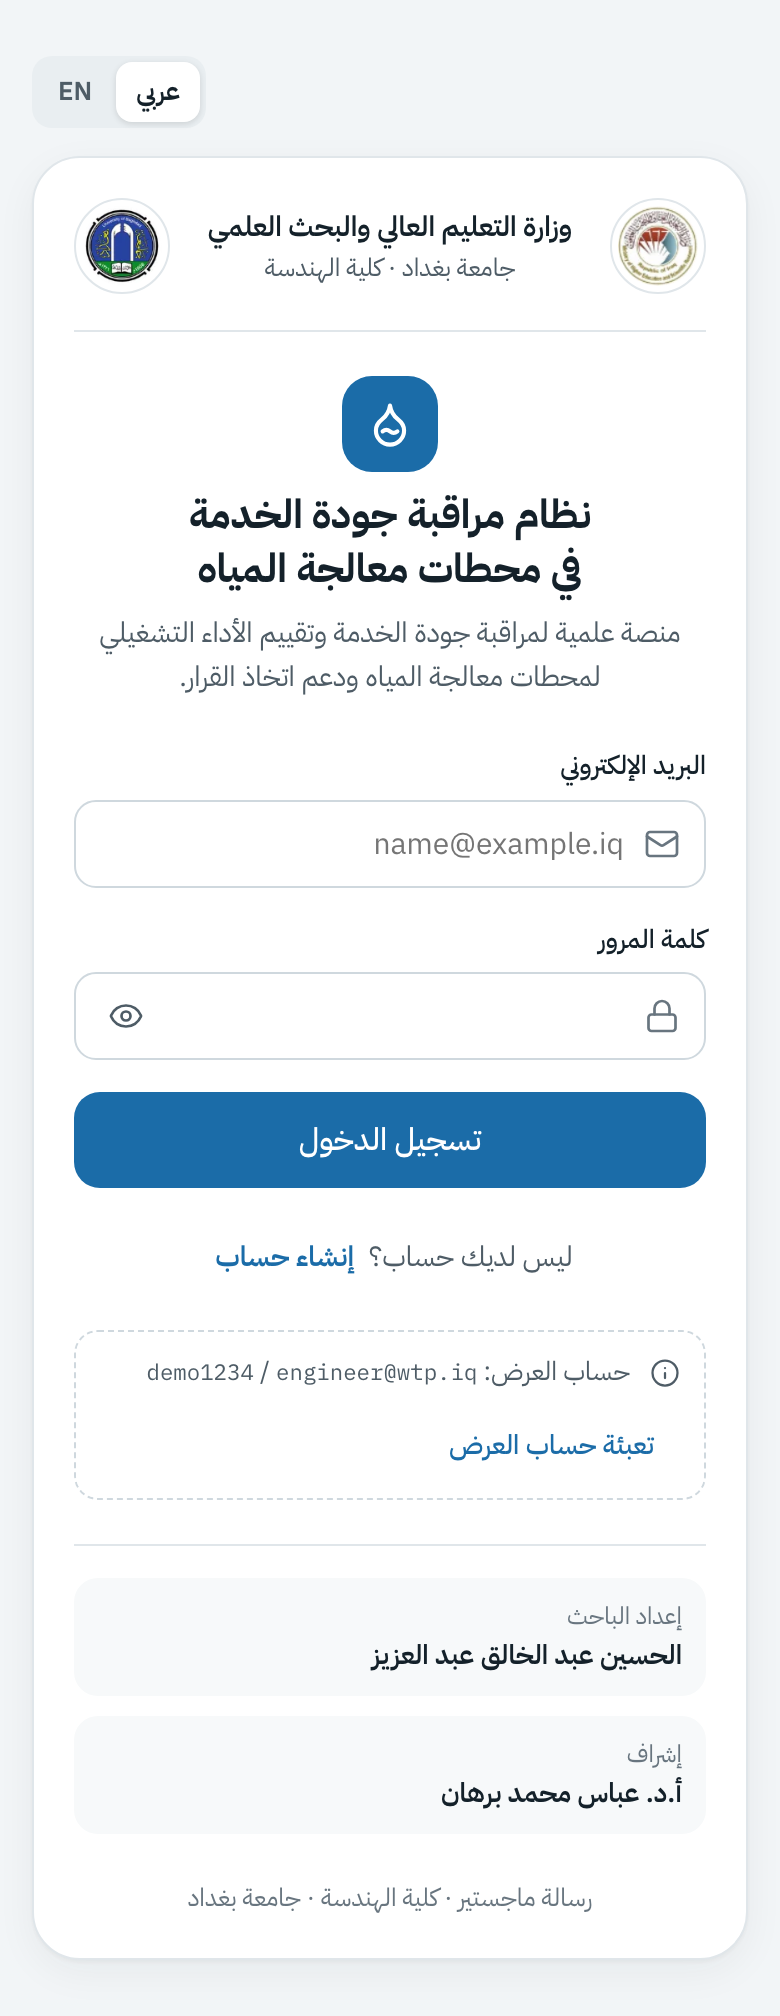 عربي
EN
وزارة التعليم العالي والبحث العلمي
جامعة بغداد · كلية الهندسة
نظام مراقبة جودة الخدمة
في محطات معالجة المياه
منصة علمية لمراقبة جودة الخدمة وتقييم الأداء التشغيلي
لمحطات معالجة المياه ودعم اتخاذ القرار.
البريد الإلكتروني
name@example.iq
كلمة المرور
تسجيل الدخول
ليس لديك حساب؟ إنشاء حساب
حساب العرض: engineer@wtp.iq / demo1234
تعبئة حساب العرض
إعداد الباحث
الحسين عبد الخالق عبد العزيز
إشراف
أ.د. عباس محمد برهان
رسالة ماجستير · كلية الهندسة · جامعة بغداد